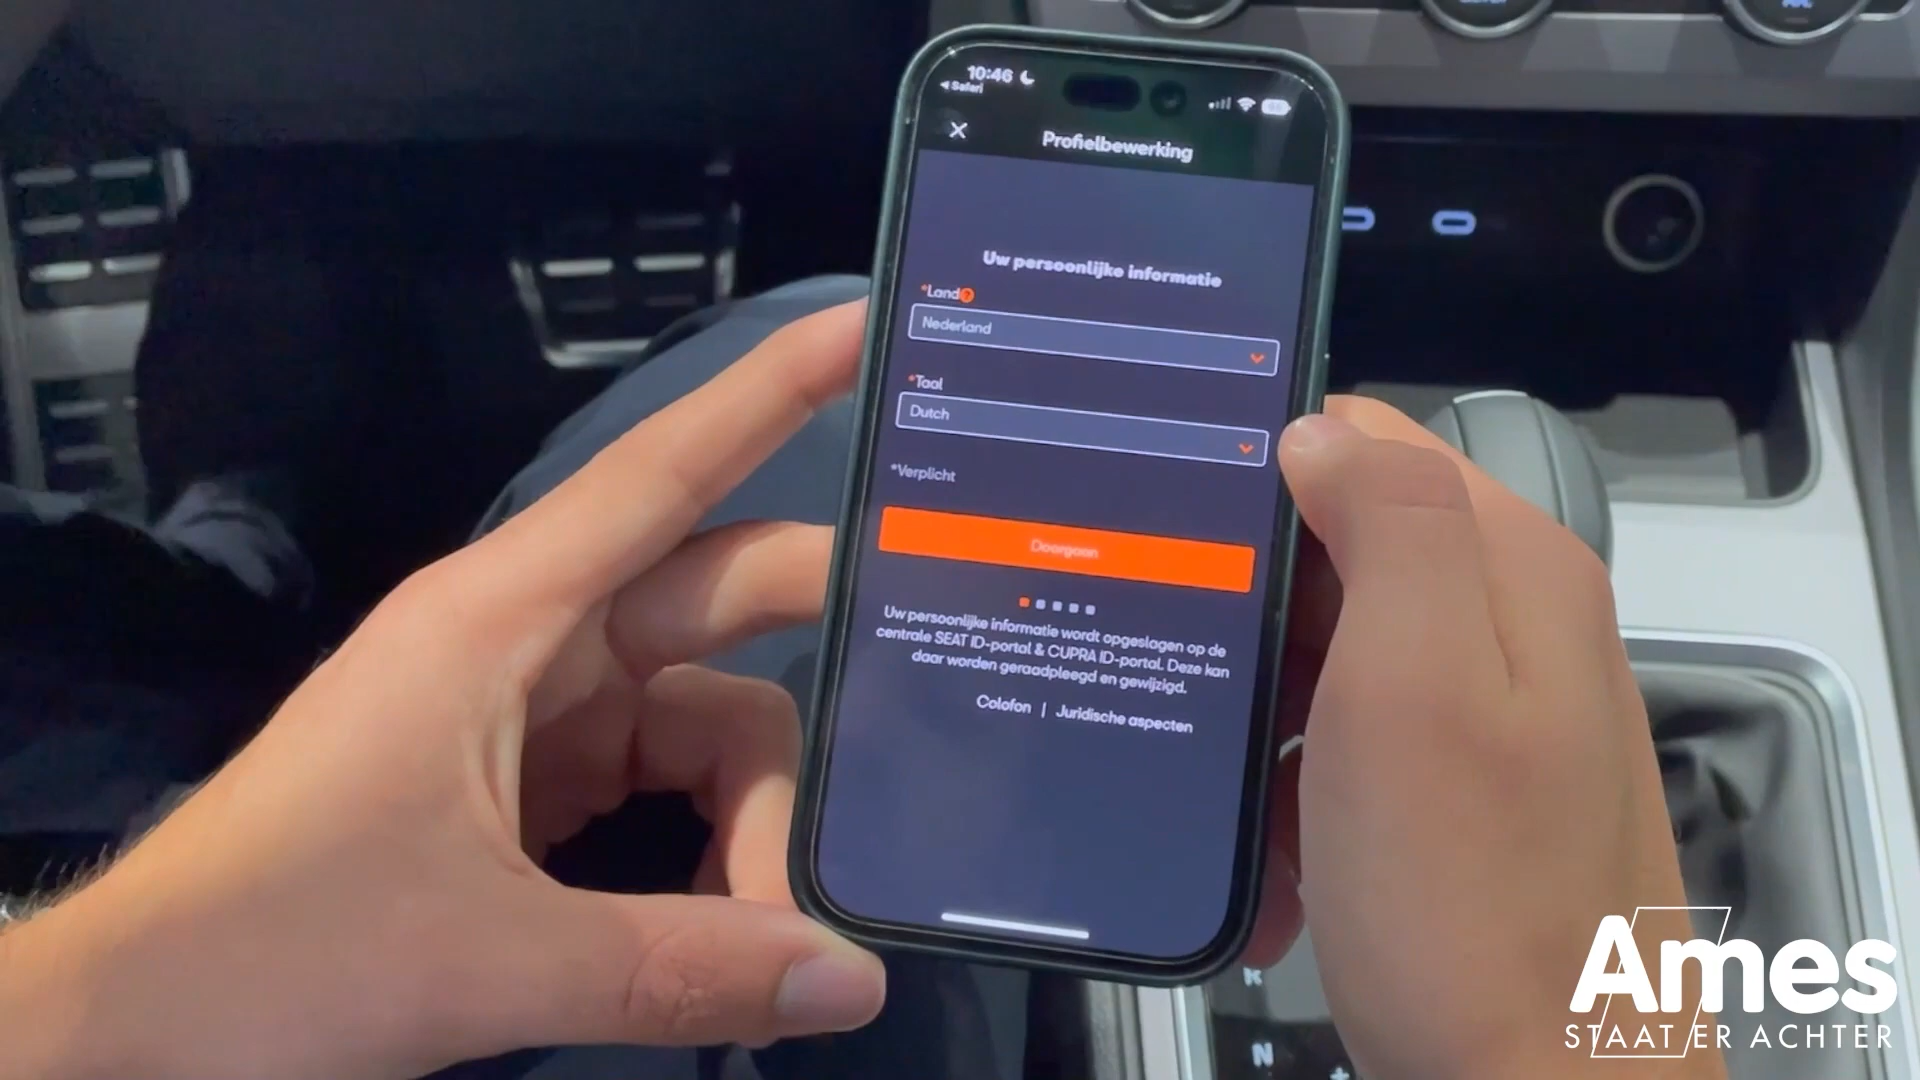 10:46
◂ Safari
Profielbewerking
Uw persoonlijke informatie
*Land?
Nederland
*Taal
Dutch
*Verplicht
Doorgaan
Uw persoonlijke informatie wordt opgeslagen op de
centrale SEAT ID-portal & CUPRA ID-portal. Deze kan
daar worden geraadpleegd en gewijzigd.
Colofon | Juridische aspecten
R
N
+
Ames
STAAT ER ACHTER